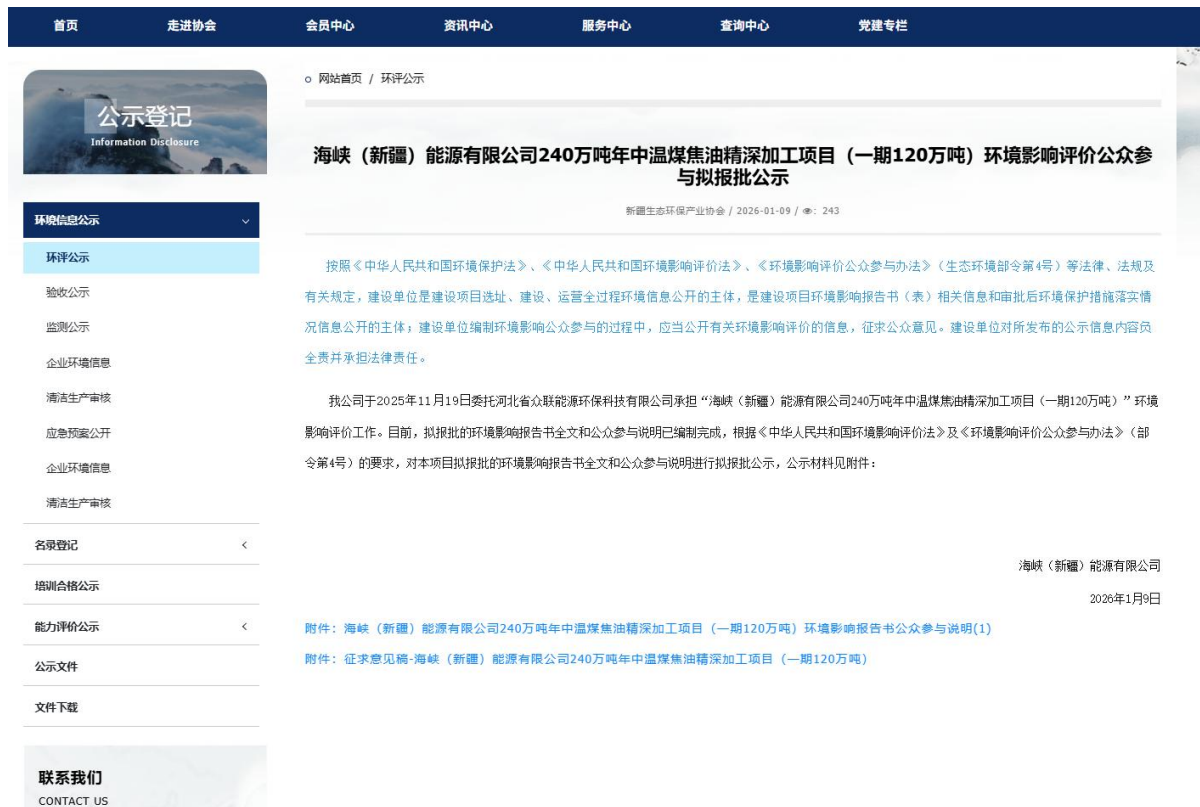 首页 走进协会 会员中心 资讯中心 服务中心 查询中心 党建专栏
公示登记
Information Disclosure
环境信息公示
环评公示
验收公示
监测公示
企业环境信息
清洁生产审核
应急预案公开
企业环境信息
清洁生产审核
名录登记
培训合格公示
能力评价公示
公示文件
文件下载
联系我们
CONTACT US
网站首页 / 环评公示
海峡（新疆）能源有限公司240万吨年中温煤焦油精深加工项目（一期120万吨）环境影响评价公众参
与拟报批公示
新疆生态环保产业协会 / 2026-01-09 / : 243
按照《中华人民共和国环境保护法》、《中华人民共和国环境影响评价法》、《环境影响评价公众参与办法》（生态环境部令第4号）等法律、法规及
有关规定，建设单位是建设项目选址、建设、运营全过程环境信息公开的主体，是建设项目环境影响报告书（表）相关信息和审批后环境保护措施落实情
况信息公开的主体；建设单位编制环境影响公众参与的过程中，应当公开有关环境影响评价的信息，征求公众意见。建设单位对所发布的公示信息内容负
全责并承担法律责任。
我公司于2025年11月19日委托河北省众联能源环保科技有限公司承担“海峡（新疆）能源有限公司240万吨年中温煤焦油精深加工项目（一期120万吨）”环境
影响评价工作。目前，拟报批的环境影响报告书全文和公众参与说明已编制完成，根据《中华人民共和国环境影响评价法》及《环境影响评价公众参与办法》（部
令第4号）的要求，对本项目拟报批的环境影响报告书全文和公众参与说明进行拟报批公示，公示材料见附件：
海峡（新疆）能源有限公司
2026年1月9日
附件：海峡（新疆）能源有限公司240万吨年中温煤焦油精深加工项目（一期120万吨）环境影响报告书公众参与说明(1)
附件：征求意见稿-海峡（新疆）能源有限公司240万吨年中温煤焦油精深加工项目（一期120万吨）